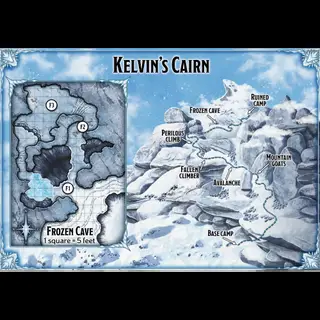 KELVIN'S CAIRN
F3
F2
F1
FROZEN CAVE
1 square = 5 feet
RUINED
CAMP
FROZEN CAVE
PERILOUS
CLIMB
MOUNTAIN
GOATS
FALLEN
CLIMBER
AVALANCHE
BASE CAMP